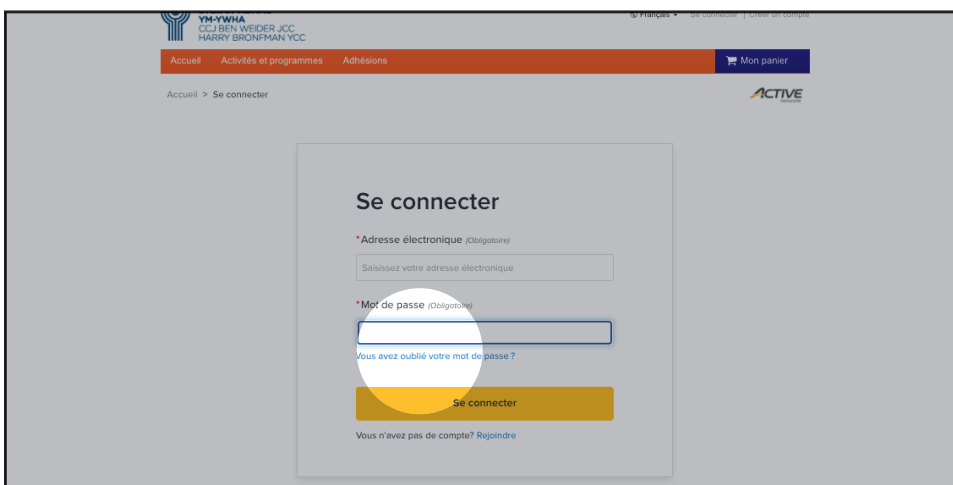 YM-YWHA
CCJ BEN WEIDER JCC
HARRY BRONFMAN YCC
Français
Se connecter | Créer un compte
Accueil Activités et programmes Adhésions
Mon panier
Accueil > Se connecter
ACTIVE
network
Se connecter
*Adresse électronique (Obligatoire)
Saisissez votre adresse électronique
*Mot de passe (Obligatoire)
Vous avez oublié votre mot de passe ?
Se connecter
Vous n'avez pas de compte? Rejoindre